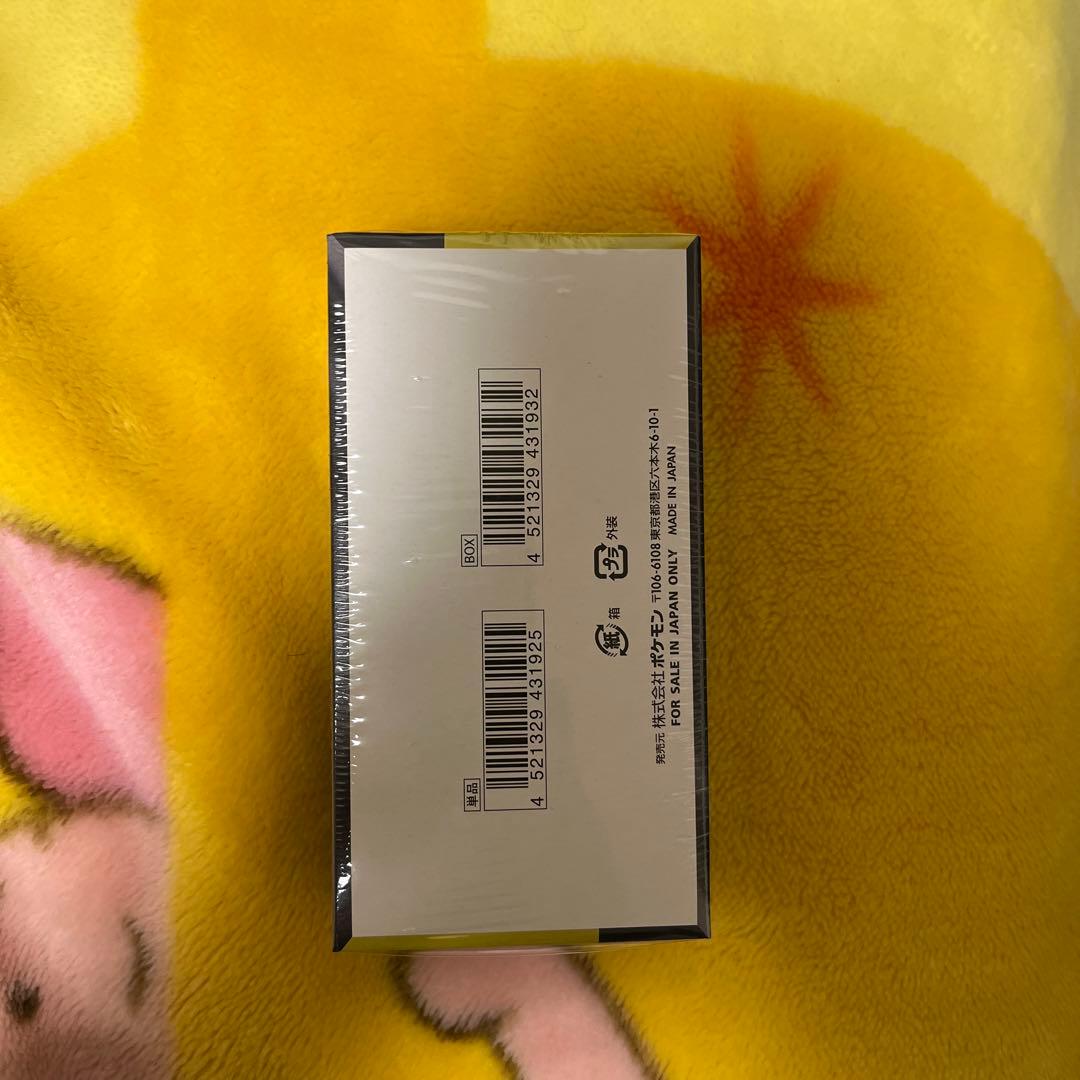 単品
4 521329 431925
BOX
4 521329 431932
紙 箱
プラ 外装
発売元 株式会社 ポケモン 〒106-6108 東京都港区六本木6-10-1
FOR SALE IN JAPAN ONLY MADE IN JAPAN